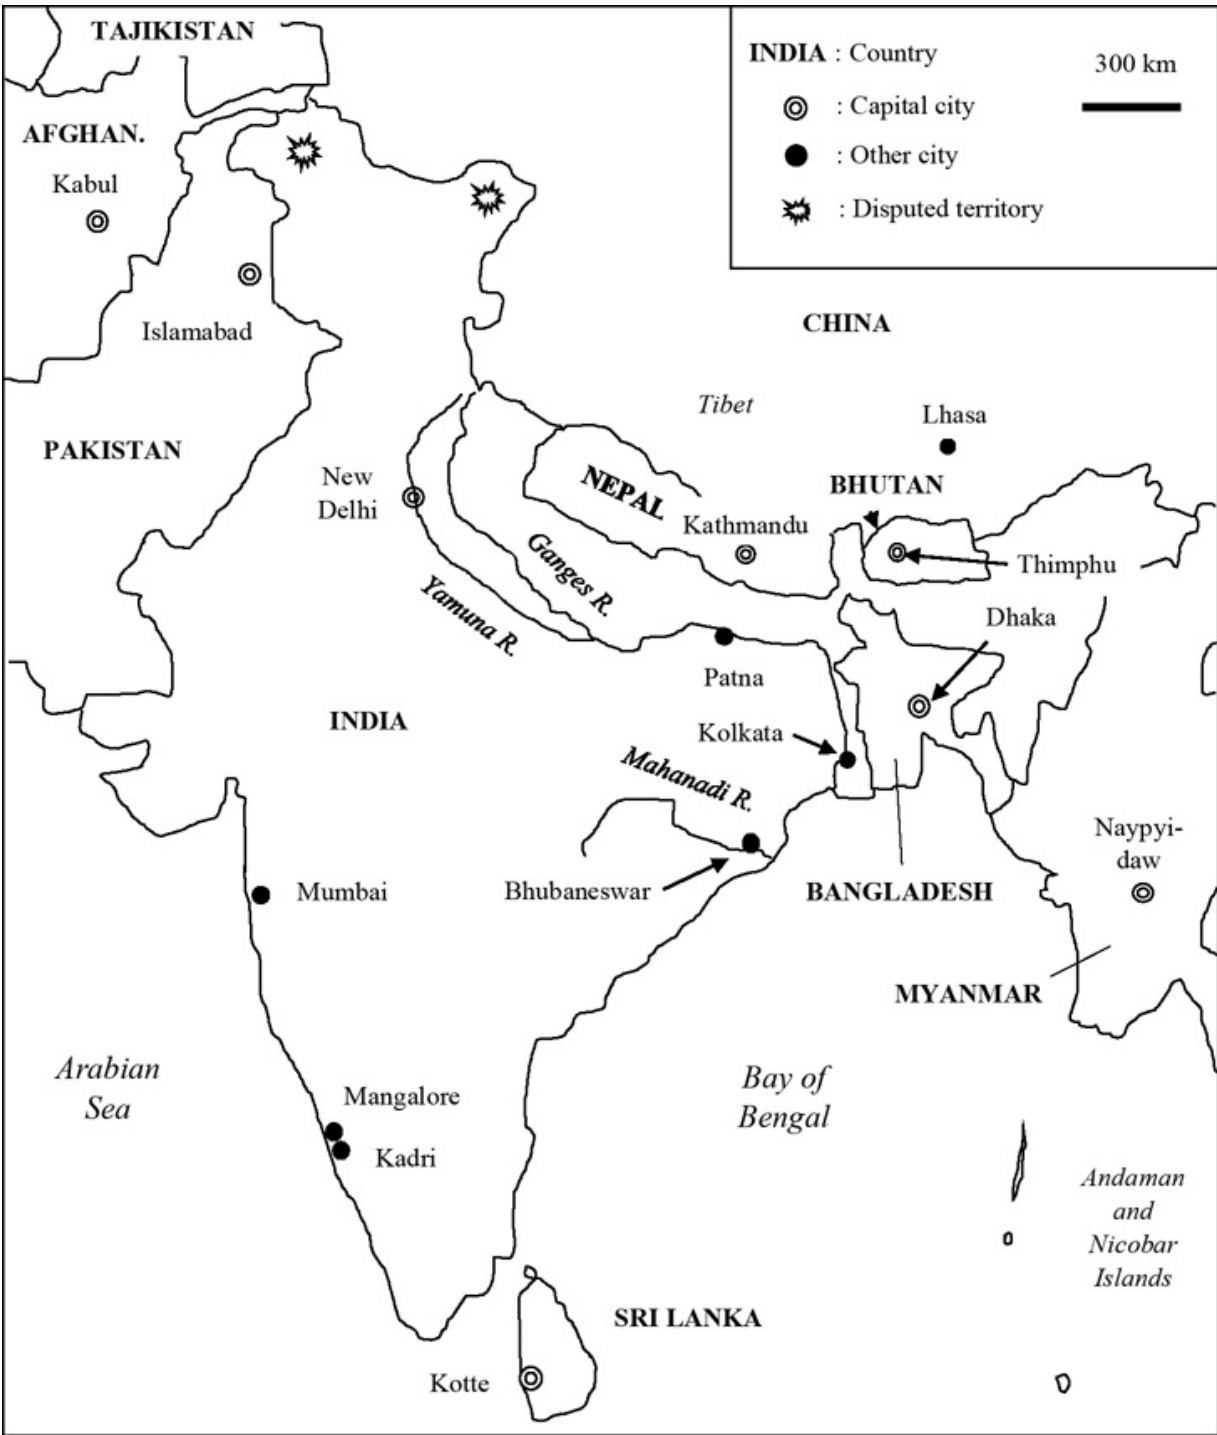 TAJIKISTAN
INDIA : Country
300 km
: Capital city
: Other city
: Disputed territory
AFGHAN.
Kabul
Islamabad
CHINA
Tibet
Lhasa
PAKISTAN
New
Delhi
NEPAL
BHUTAN
Kathmandu
Thimphu
Ganges R.
Yamuna R.
Dhaka
Patna
INDIA
Kolkata
Mahanadi R.
Naypyi-
daw
Mumbai
Bhubaneswar
BANGLADESH
MYANMAR
Arabian
Sea
Bay of
Bengal
Mangalore
Kadri
Andaman
and
Nicobar
Islands
SRI LANKA
Kotte